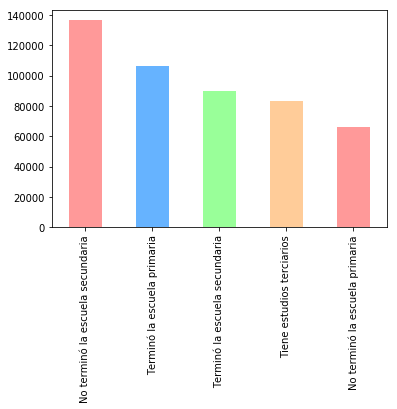 140000
120000
100000
80000
60000
40000
20000
0
No terminó la escuela secundaria
Terminó la escuela primaria
Terminó la escuela secundaria
Tiene estudios terciarios
No terminó la escuela primaria